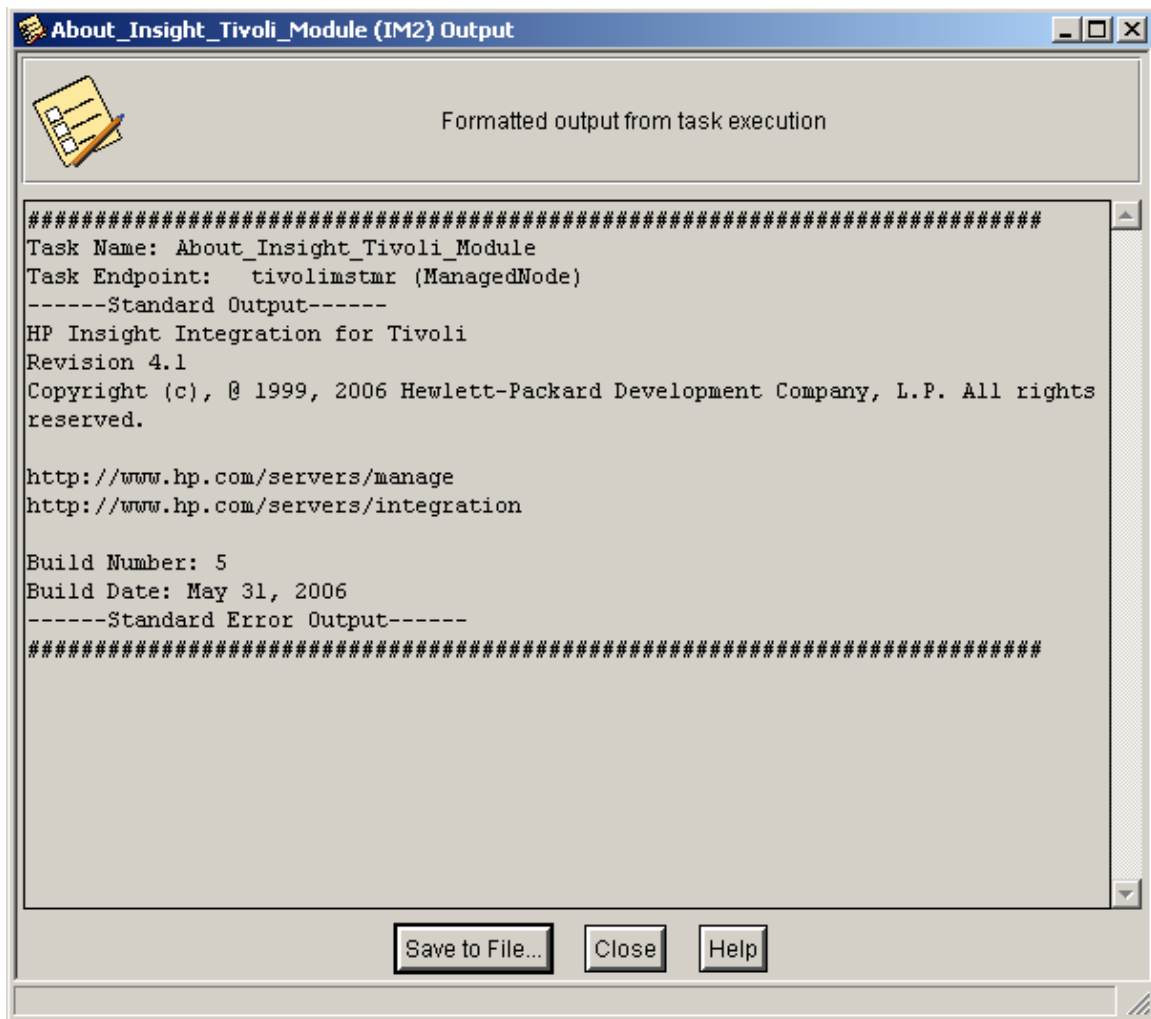 About_Insight_Tivoli_Module (IM2) Output
Formatted output from task execution
############################################################################
Task Name: About_Insight_Tivoli_Module
Task Endpoint:   tivolimstmr (ManagedNode)
------Standard Output------
HP Insight Integration for Tivoli
Revision 4.1
Copyright (c), @ 1999, 2006 Hewlett-Packard Development Company, L.P. All rights
reserved.
http://www.hp.com/servers/manage
http://www.hp.com/servers/integration
Build Number: 5
Build Date: May 31, 2006
------Standard Error Output------
############################################################################
Save to File... Close Help